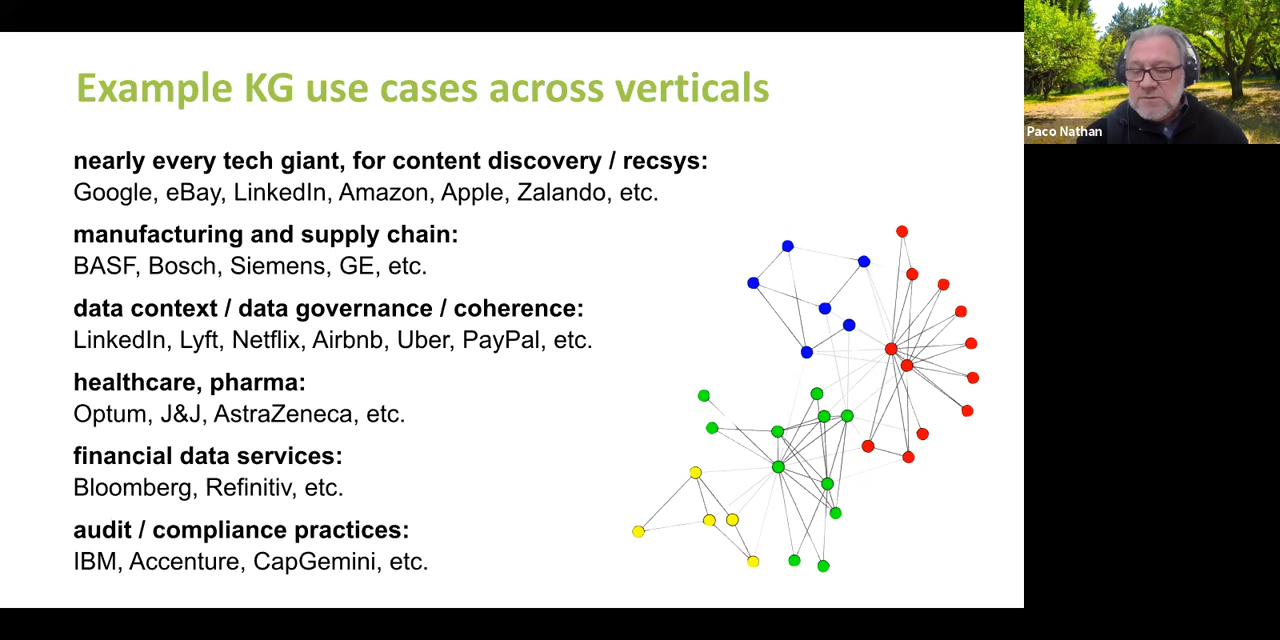 Example KG use cases across verticals
nearly every tech giant, for content discovery / recsys:
Google, eBay, LinkedIn, Amazon, Apple, Zalando, etc.
manufacturing and supply chain:
BASF, Bosch, Siemens, GE, etc.
data context / data governance / coherence:
LinkedIn, Lyft, Netflix, Airbnb, Uber, PayPal, etc.
healthcare, pharma:
Optum, J&J, AstraZeneca, etc.
financial data services:
Bloomberg, Refinitiv, etc.
audit / compliance practices:
IBM, Accenture, CapGemini, etc.
Paco Nathan